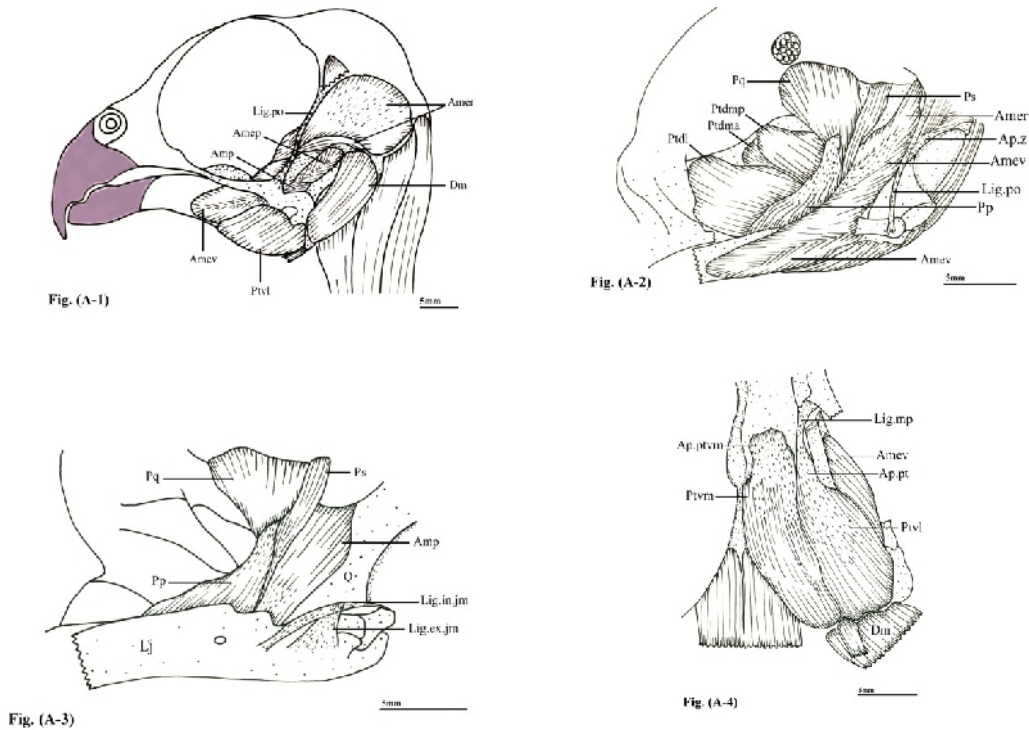 Lig.po
Amer
Amep
Amp
Dm
Amev
Ptvl
Fig. (A-1)
5mm
Pq
Ps
Ptdmp
Amer
Ptdma
Ap.z
Ptdl
Amev
Lig.po
Pp
Amev
Fig. (A-2)
5mm
Pq
Ps
Amp
Pp
Q
Lig.in.jm
Lig.ex.jm
Lj
5mm
Fig. (A-3)
Lig.mp
Ap.ptvm
Amev
Ap.pt
Ptvm
Ptvl
Dm
5mm
Fig. (A-4)